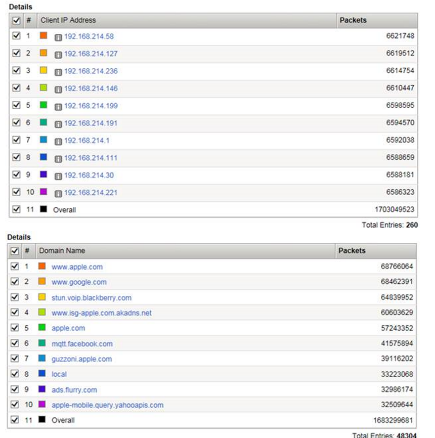 Details
# Client IP Address Packets
1 192.168.214.58 6621748
2 192.168.214.127 6619512
3 192.168.214.236 6614754
4 192.168.214.146 6610447
5 192.168.214.199 6598595
6 192.168.214.191 6594570
7 192.168.214.1 6592038
8 192.168.214.111 6588659
9 192.168.214.30 6588181
10 192.168.214.221 6586323
11 Overall 1703049523
Total Entries: 260
Details
# Domain Name Packets
1 www.apple.com 68766064
2 www.google.com 68462391
3 stun.voip.blackberry.com 64839952
4 www.isg-apple.com.akadns.net 60603629
5 apple.com 57243352
6 mqtt.facebook.com 41575894
7 guzzoni.apple.com 39116202
8 local 33223068
9 ads.flurry.com 32986174
10 apple-mobile.query.yahooapis.com 32509644
11 Overall 1683299681
Total Entries: 48304